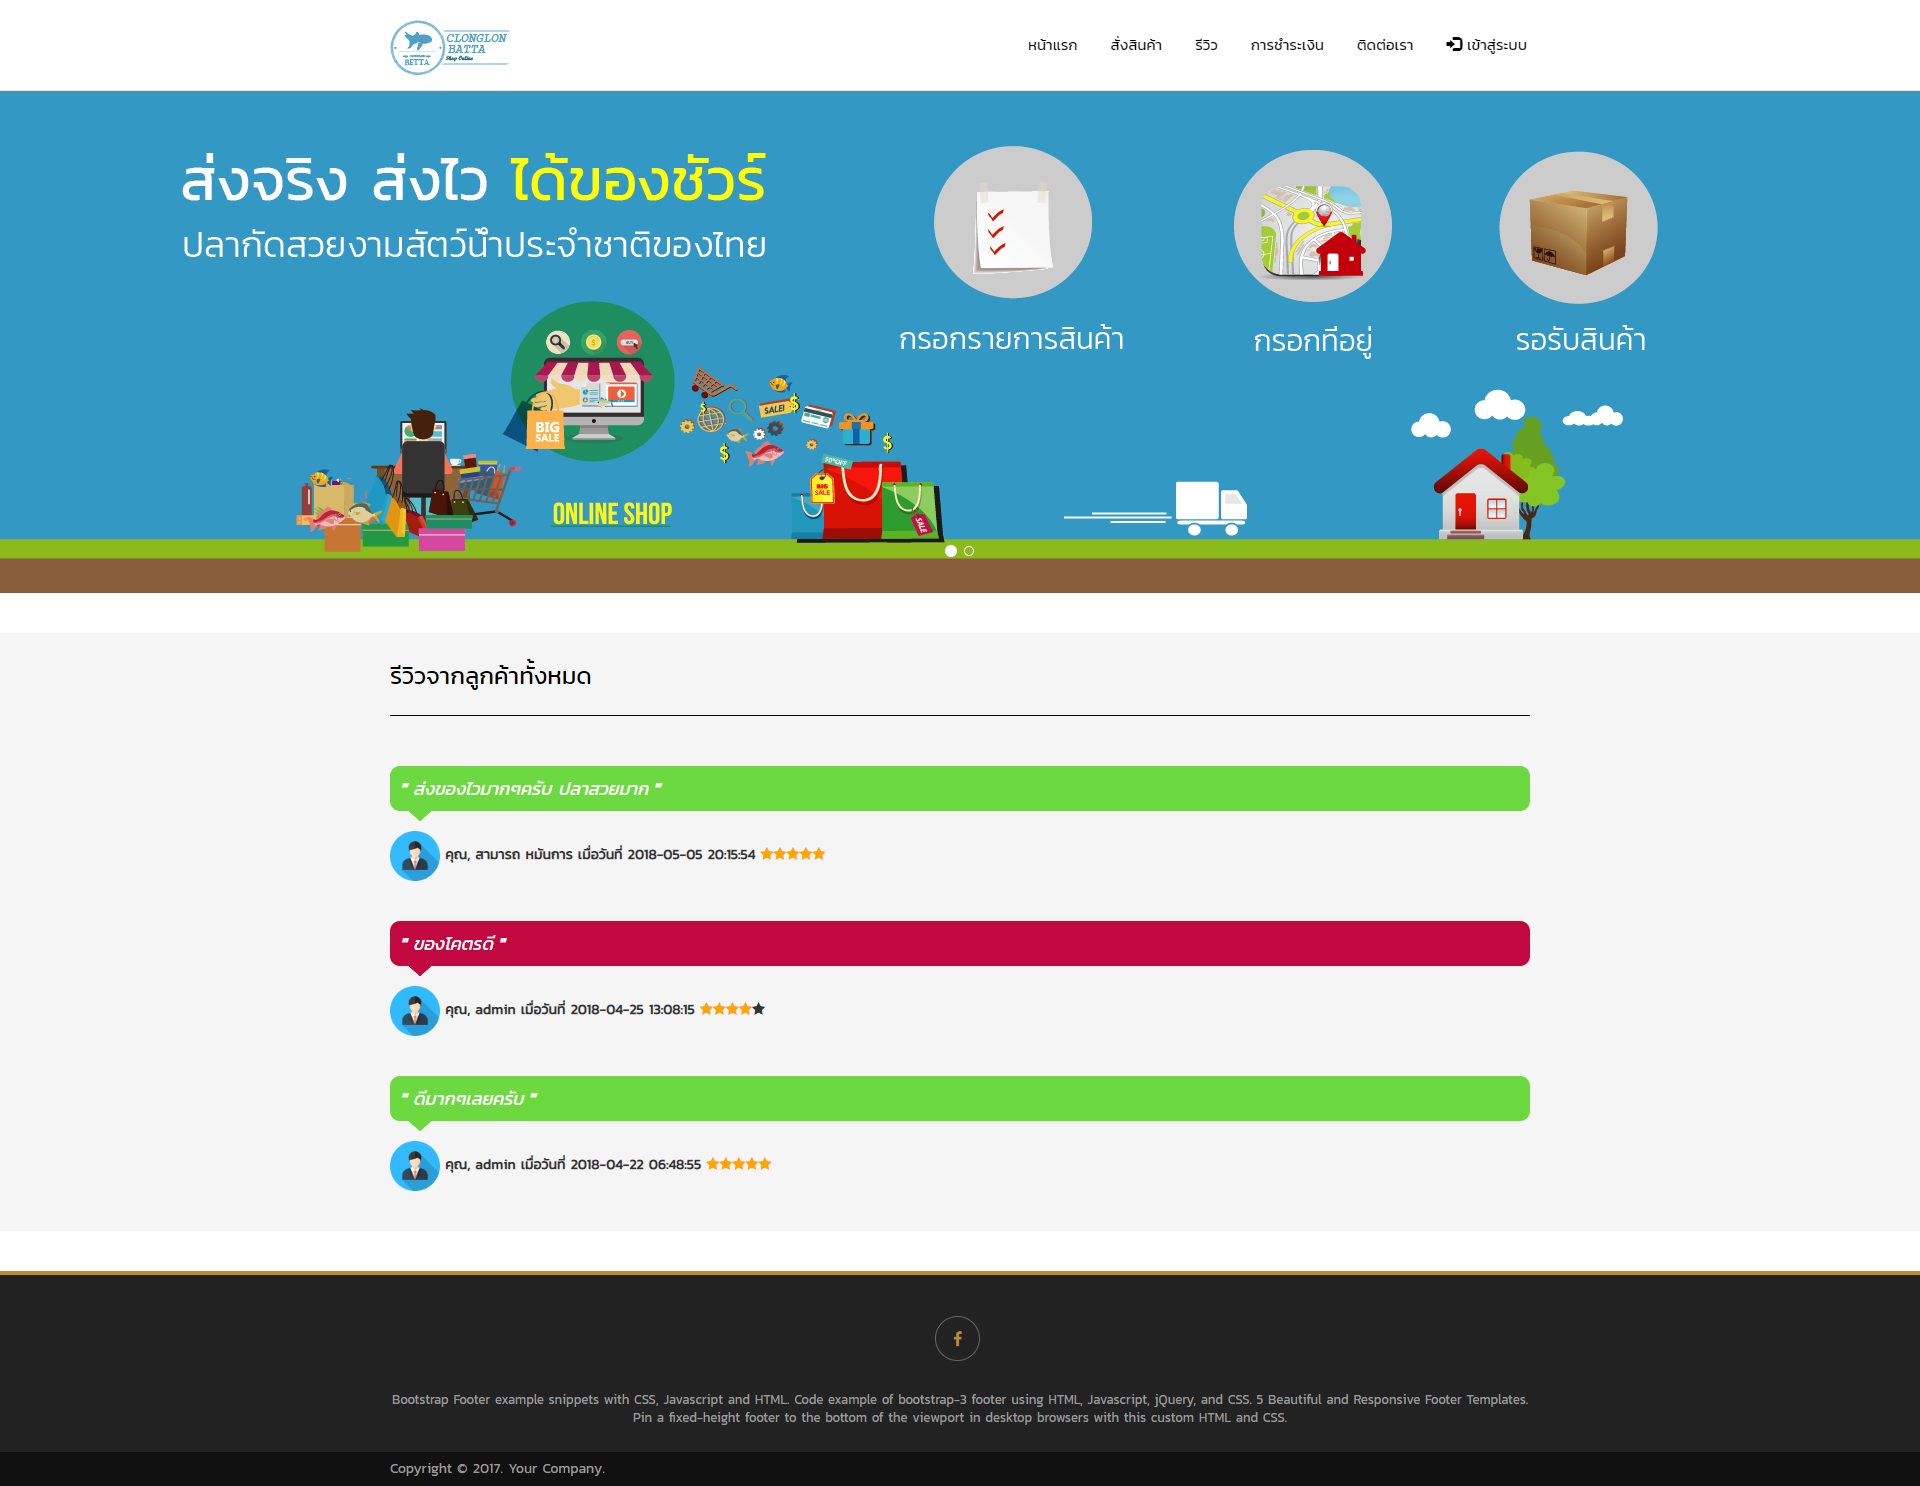 CLONGLON
BATTA
Shop Online
BETTA
หน้าแรก
สั่งสินค้า
รีวิว
การชำระเงิน
ติดต่อเรา
เข้าสู่ระบบ
ส่งจริง ส่งไว ได้ของชัวร์
ปลากัดสวยงามสัตว์น้ำประจำชาติของไทย
กรอกรายการสินค้า
กรอกที่อยู่
รอรับสินค้า
BIG
SALE
SALE!
50%OFF
BIG
SALE
SALE
ONLINE SHOP
รีวิวจากลูกค้าทั้งหมด
" ส่งของไวมากๆครับ ปลาสวยมาก "
คุณ, สามารถ หมันการ เมื่อวันที่ 2018-05-05 20:15:54
" ของโคตรดี "
คุณ, admin เมื่อวันที่ 2018-04-25 13:08:15
" ดีมากๆเลยครับ "
คุณ, admin เมื่อวันที่ 2018-04-22 06:48:55
Bootstrap Footer example snippets with CSS, Javascript and HTML. Code example of bootstrap-3 footer using HTML, Javascript, jQuery, and CSS. 5 Beautiful and Responsive Footer Templates.
Pin a fixed-height footer to the bottom of the viewport in desktop browsers with this custom HTML and CSS.
Copyright © 2017. Your Company.